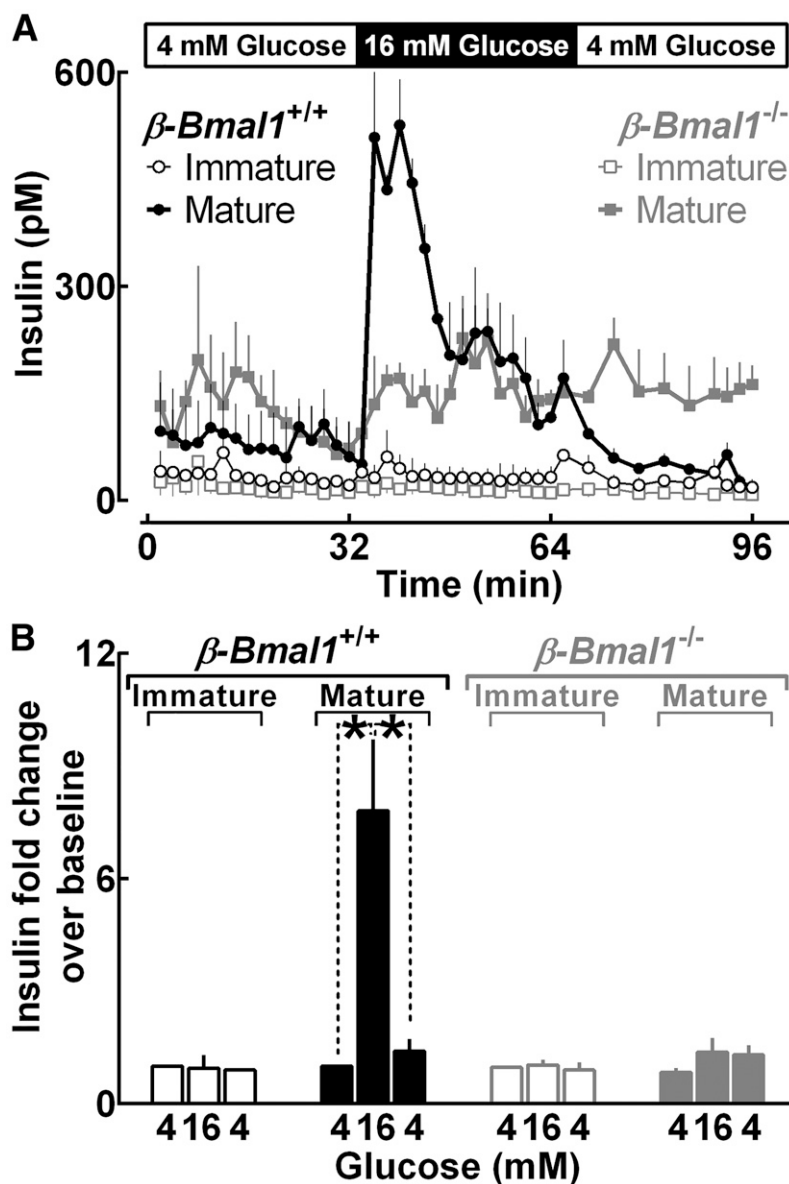 A
4 mM Glucose 16 mM Glucose 4 mM Glucose
600
β-Bmal1+/+ β-Bmal1-/-
Immature Immature
Mature Mature
Insulin (pM)
300
0
0 32 64 96
Time (min)
B
12
β-Bmal1+/+ β-Bmal1-/-
Immature Mature Immature Mature
* *
Insulin fold change
over baseline
6
0
4 16 4 4 16 4 4 16 4 4 16 4
Glucose (mM)